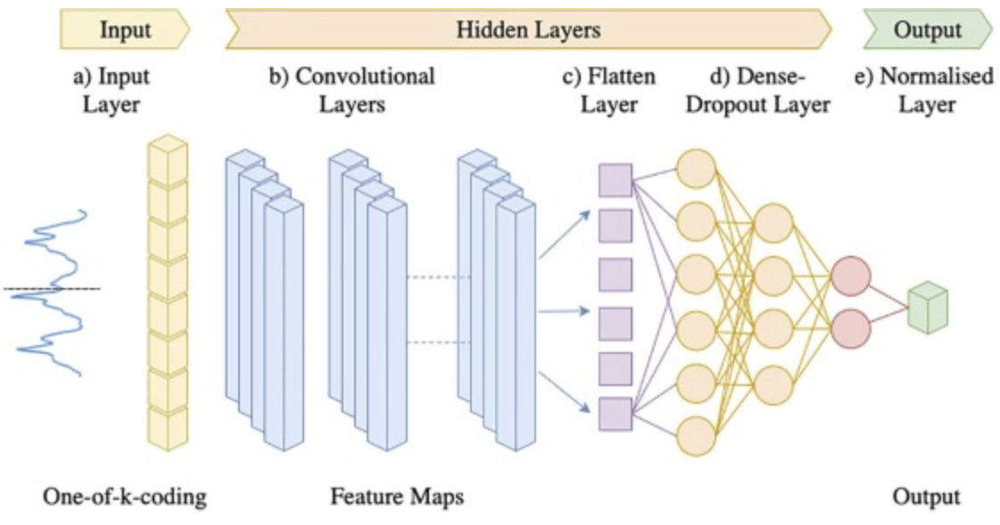 Input
Hidden Layers
Output
a) Input
Layer
b) Convolutional
Layers
c) Flatten
Layer
d) Dense-
Dropout Layer
e) Normalised
Layer
One-of-k-coding
Feature Maps
Output